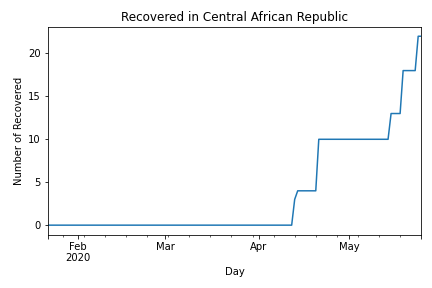 Recovered in Central African Republic
Number of Recovered
20
15
10
5
0
Feb
2020
Mar
Apr
May
Day